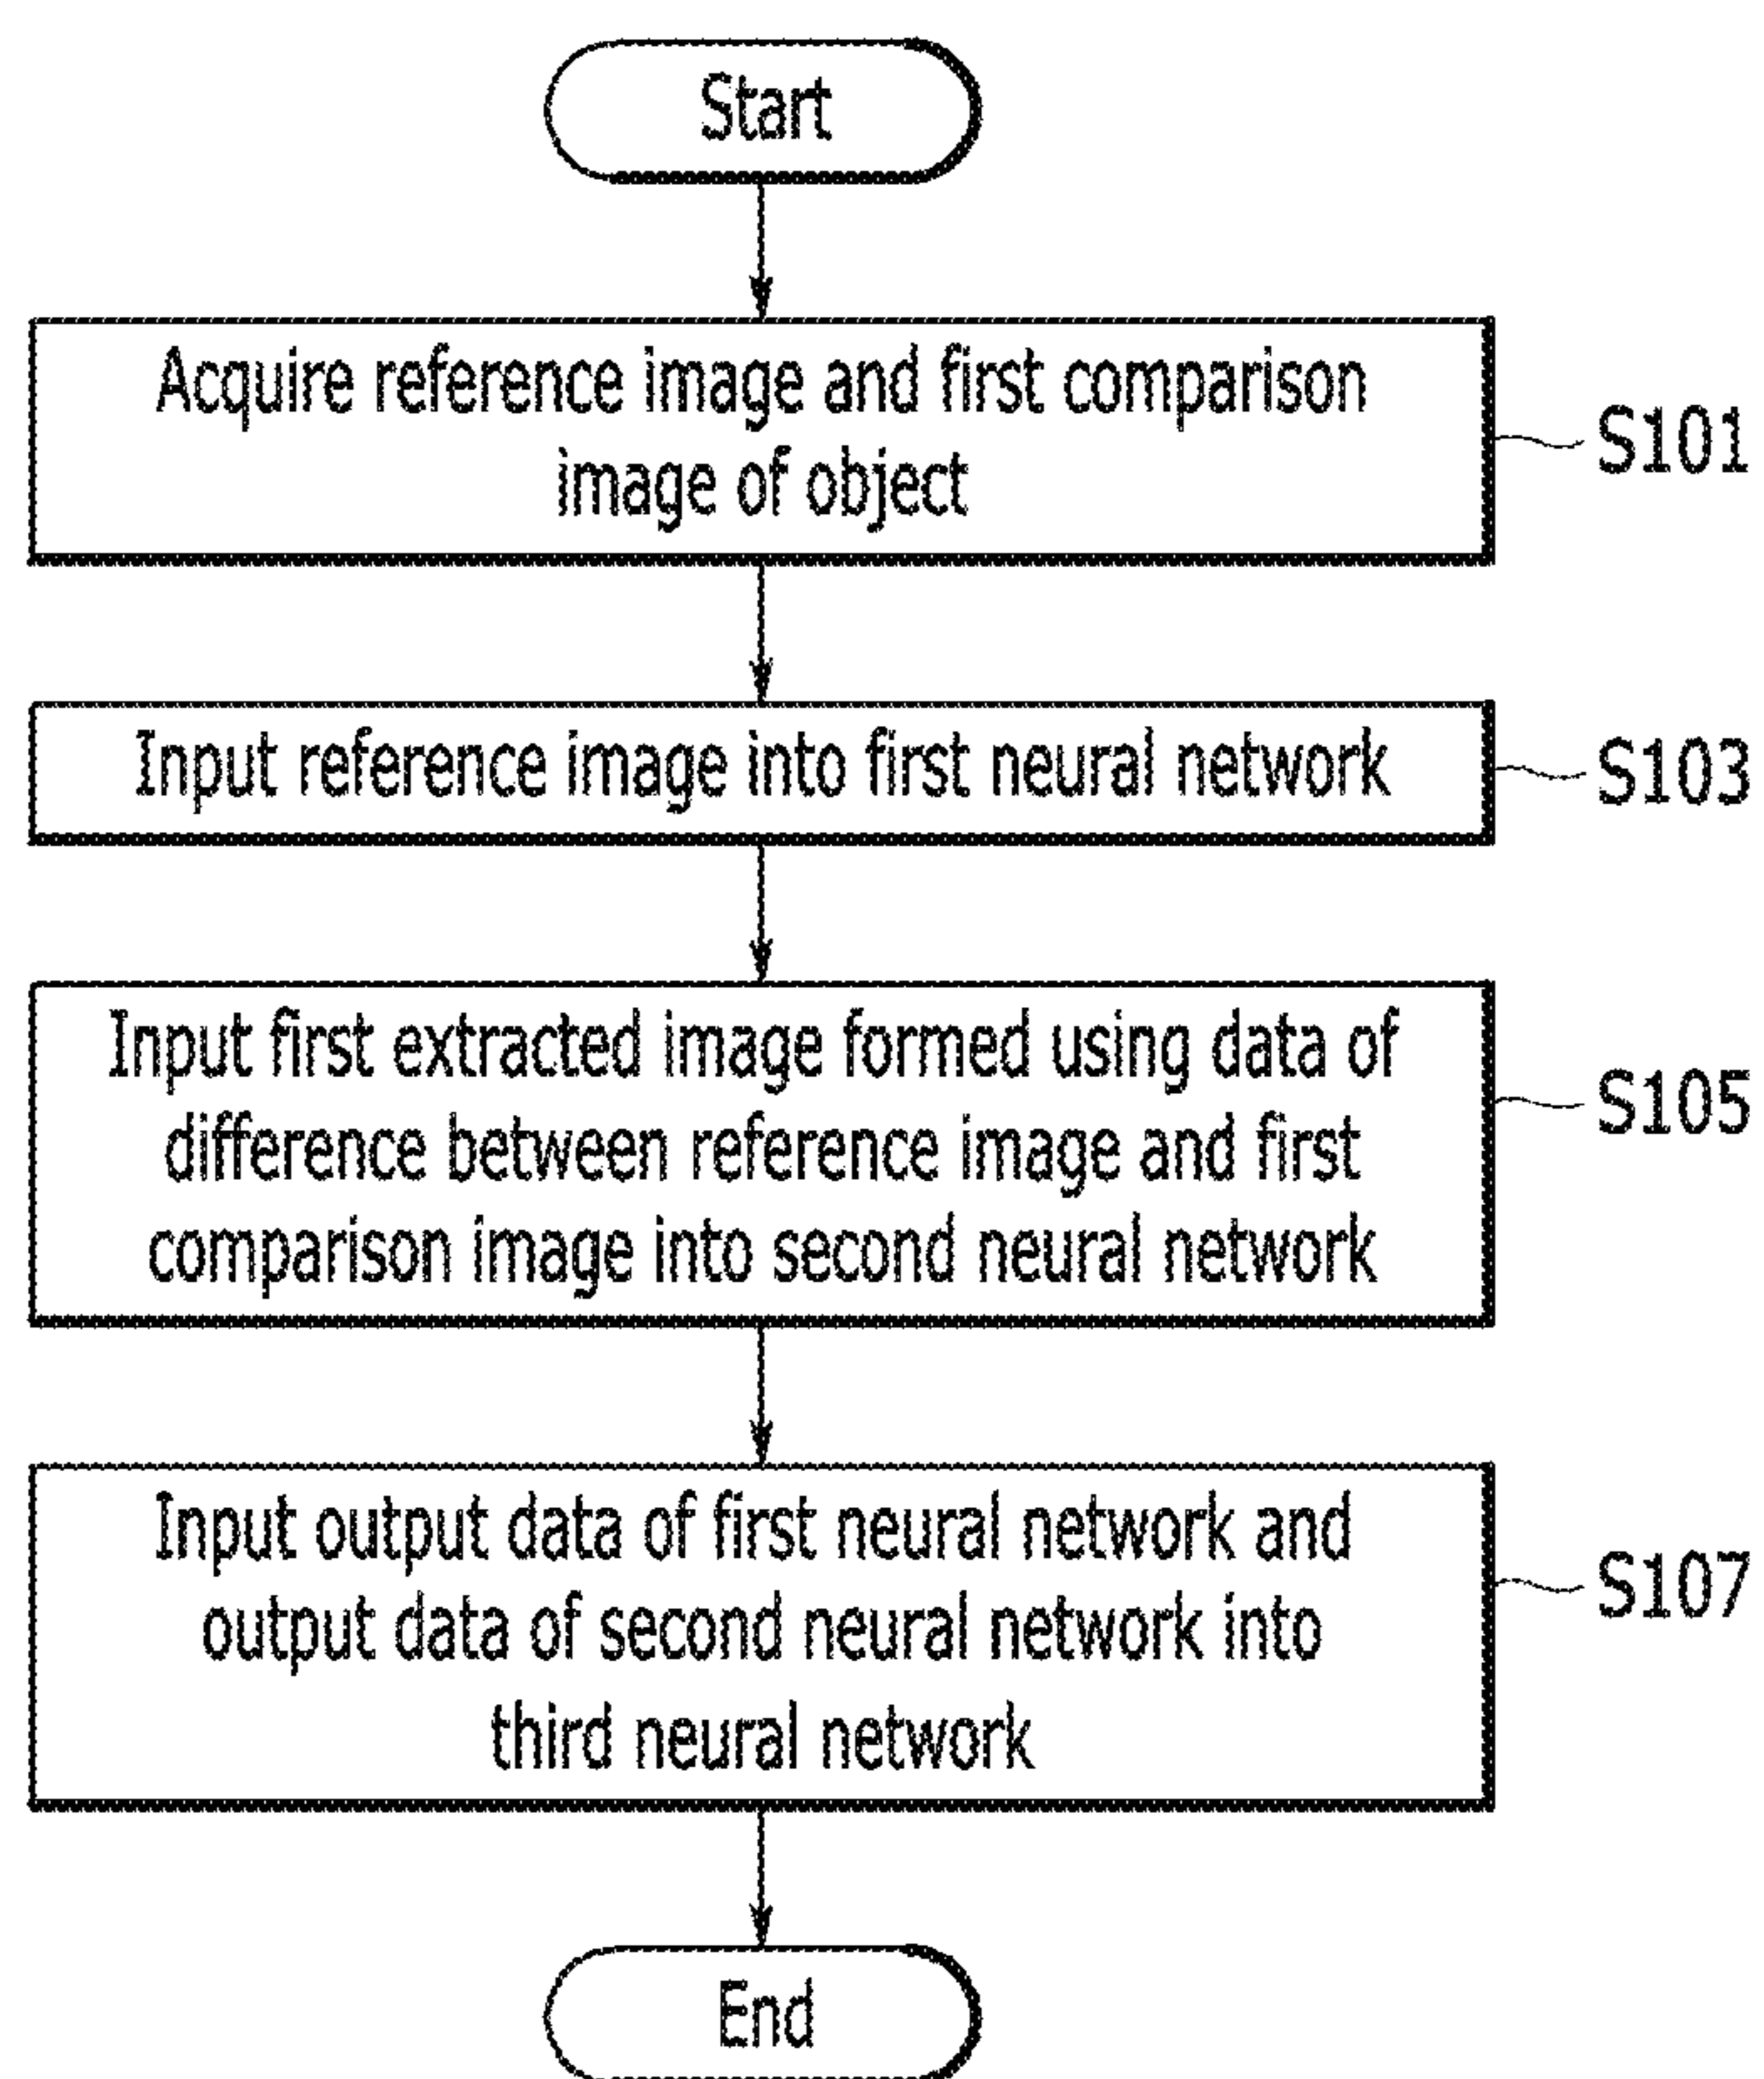 Start
Acquire reference image and first comparison
image of object
S101
Input reference image into first neural network
S103
Input first extracted image formed using data of
difference between reference image and first
comparison image into second neural network
S105
Input output data of first neural network and
output data of second neural network into
third neural network
S107
End